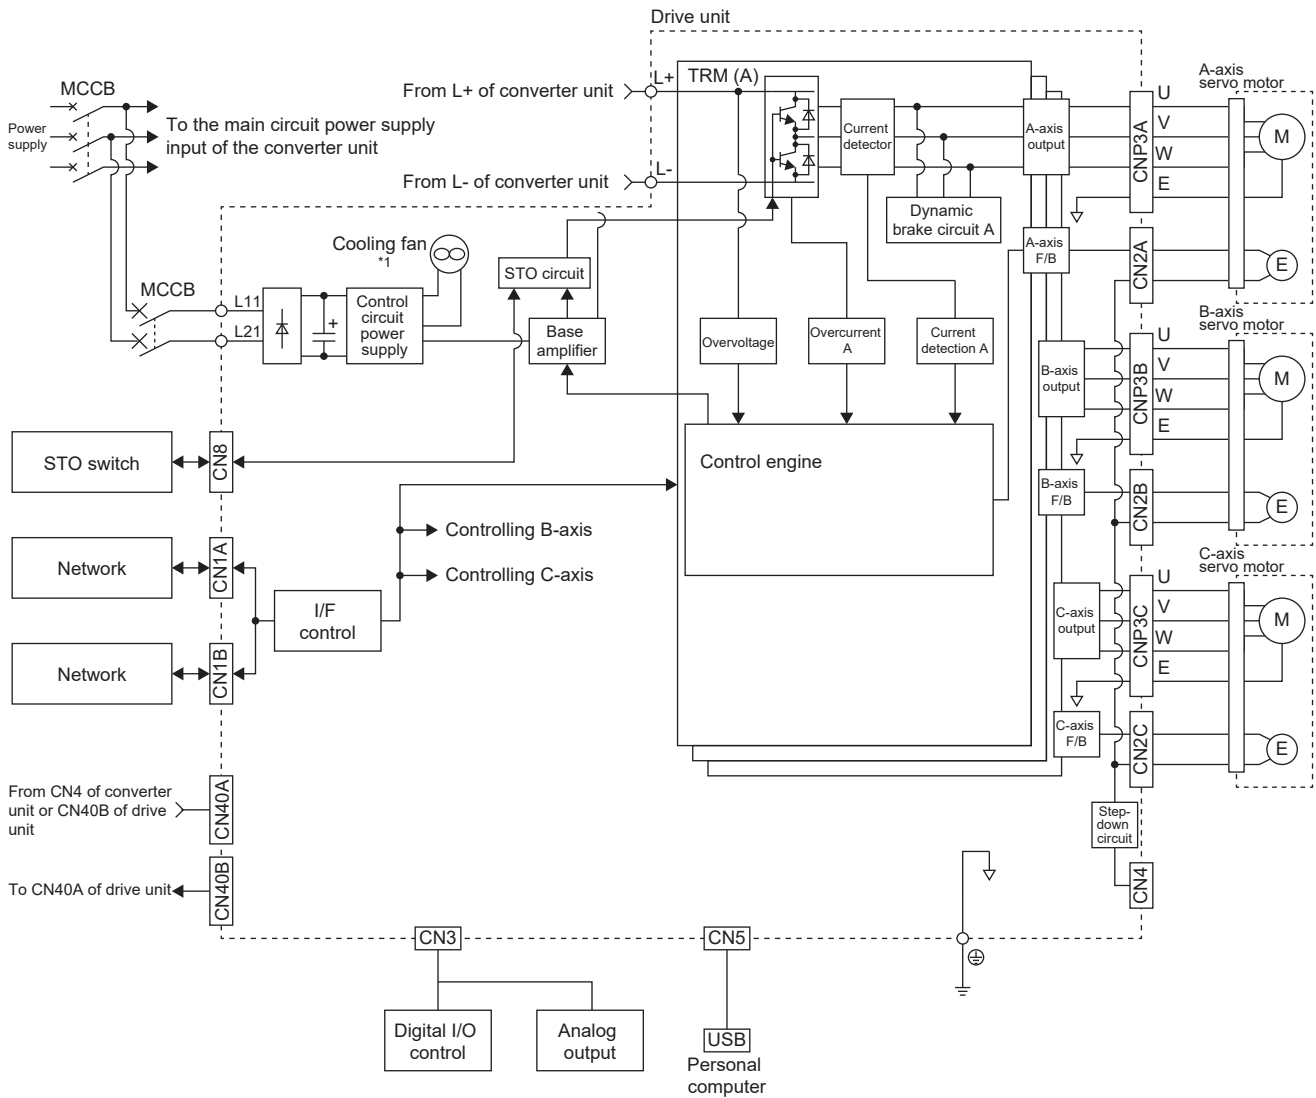 Drive unit
MCCB
Power
supply
To the main circuit power supply
input of the converter unit
From L+ of converter unit
L+
TRM (A)
From L- of converter unit
L-
Current
detector
A-axis
output
CNP3A
U
V
W
E
A-axis
servo motor
M
Dynamic
brake circuit A
A-axis
F/B
CN2A
E
Cooling fan
*1
MCCB
L11
L21
+
Control
circuit
power
supply
STO circuit
Base
amplifier
Overvoltage
Overcurrent
A
Current
detection A
B-axis
output
CNP3B
U
V
W
E
B-axis
servo motor
M
B-axis
F/B
CN2B
E
STO switch
CN8
Control engine
Network
CN1A
Controlling B-axis
Controlling C-axis
I/F
control
Network
CN1B
C-axis
output
CNP3C
U
V
W
E
C-axis
servo motor
M
C-axis
F/B
CN2C
E
From CN4 of converter
unit or CN40B of drive
unit
CN40A
To CN40A of drive unit
CN40B
Step-
down
circuit
CN4
CN3
CN5
Digital I/O
control
Analog
output
USB
Personal
computer